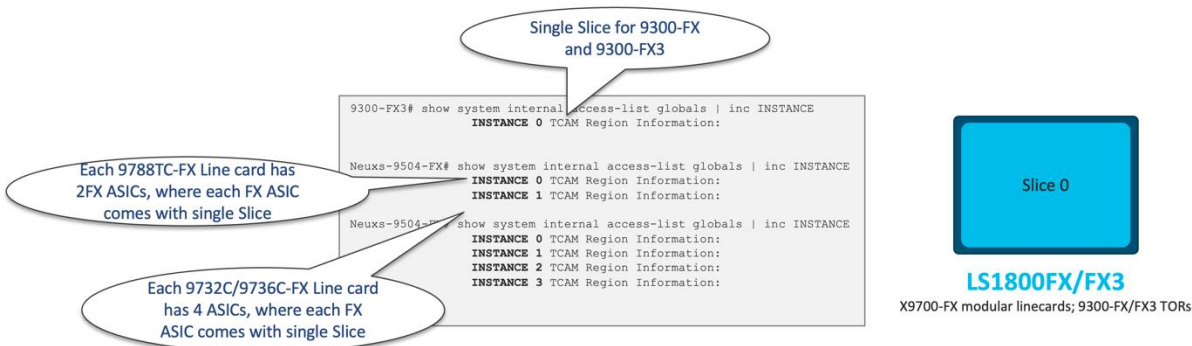 Single Slice for 9300-FX
and 9300-FX3
9300-FX3# show system internal access-list globals | inc INSTANCE
INSTANCE 0 TCAM Region Information:
Each 9788TC-FX Line card has
2FX ASICs, where each FX ASIC
comes with single Slice
Neuxs-9504-FX# show system internal access-list globals | inc INSTANCE
INSTANCE 0 TCAM Region Information:
INSTANCE 1 TCAM Region Information:
Neuxs-9504-FX# show system internal access-list globals | inc INSTANCE
INSTANCE 0 TCAM Region Information:
INSTANCE 1 TCAM Region Information:
INSTANCE 2 TCAM Region Information:
INSTANCE 3 TCAM Region Information:
Each 9732C/9736C-FX Line card
has 4 ASICs, where each FX
ASIC comes with single Slice
Slice 0
LS1800FX/FX3
X9700-FX modular linecards; 9300-FX/FX3 TORs